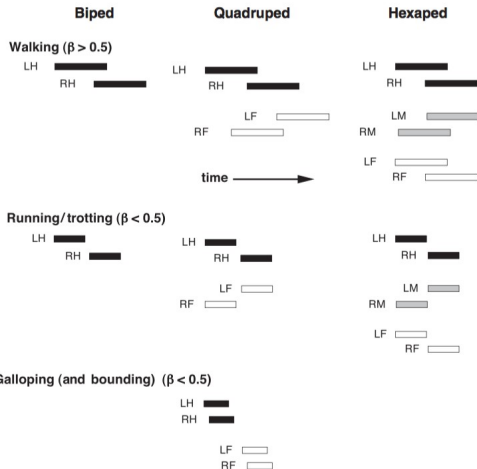 Biped Quadruped Hexaped
Walking (β > 0.5)
LH LH LH
RH RH RH
LF LM
RF RM
LF
time RF
Running/trotting (β < 0.5)
LH LH LH
RH RH RH
LF LM
RF RM
LF
RF
Galloping (and bounding) (β < 0.5)
LH
RH
LF
RF